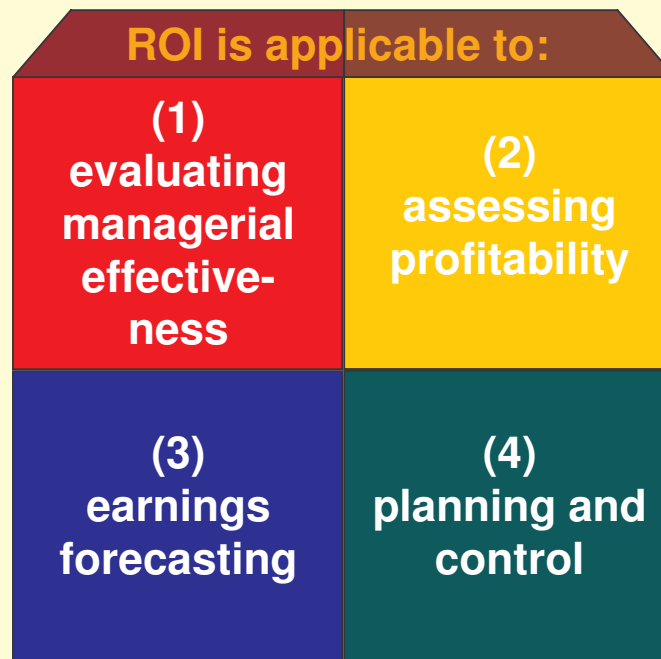 ROI is applicable to:
(1)
evaluating
managerial
effective-
ness
(2)
assessing
profitability
(3)
earnings
forecasting
(4)
planning and
control